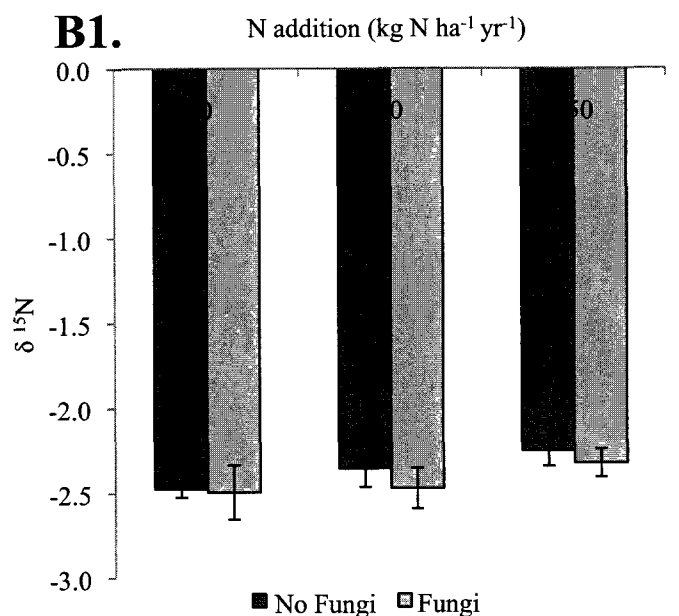 B1.
N addition (kg N ha⁻¹ yr⁻¹)
0.0
-0.5
-1.0
-1.5
-2.0
-2.5
-3.0
δ ¹⁵N
No Fungi
Fungi